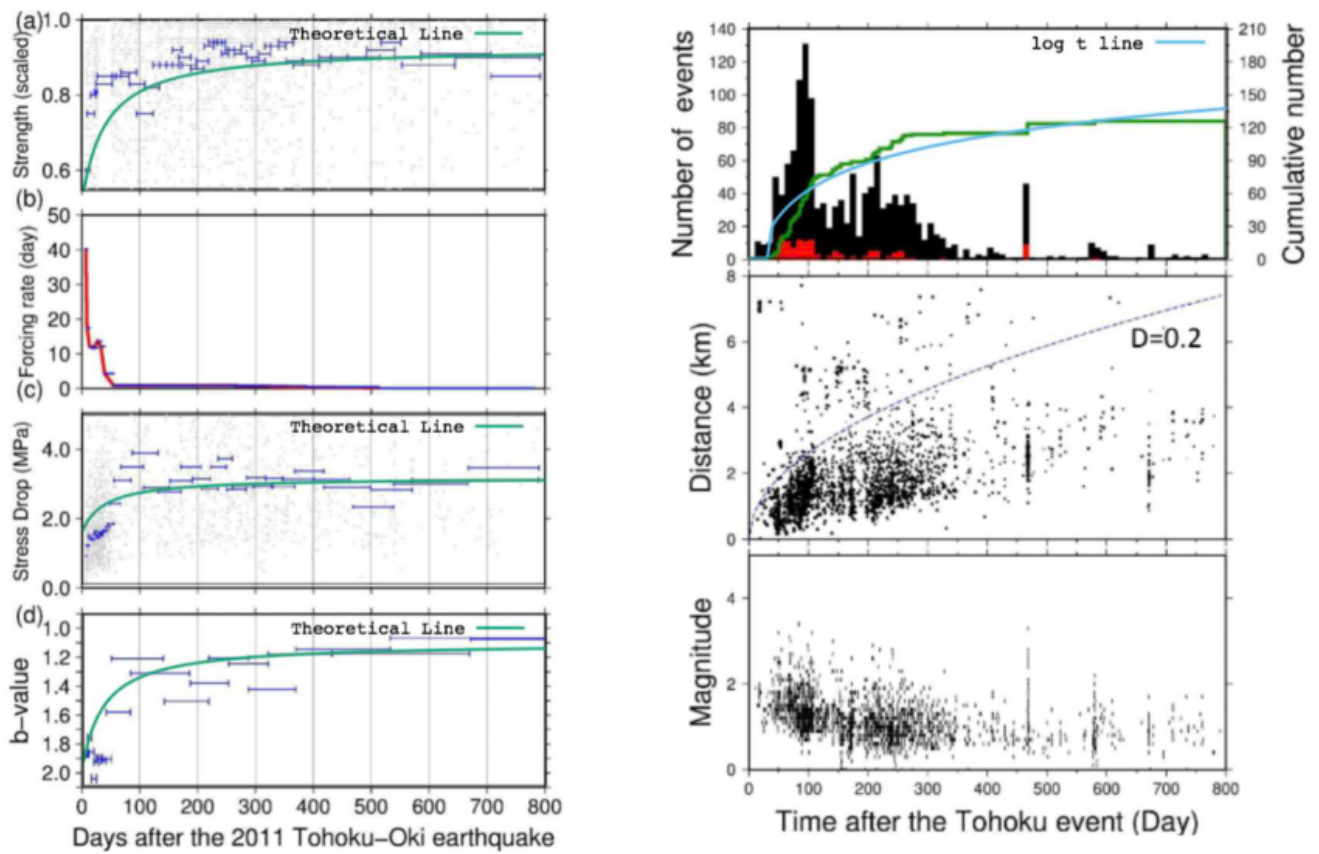 (a)
Strength (scaled)
1.0
0.8
0.6
Theoretical Line
(b)
Forcing rate (day)
50
40
30
20
10
0
(c)
Stress Drop (MPa)
4.0
2.0
0.0
Theoretical Line
(d)
b-value
1.0
1.2
1.4
1.6
1.8
2.0
Theoretical Line
0 100 200 300 400 500 600 700 800
Days after the 2011 Tohoku-Oki earthquake
Number of events
140
120
100
80
60
40
20
0
log t line
210
180
150
120
90
60
30
0
Cumulative number
Distance (km)
8
6
4
2
0
D=0.2
Magnitude
4
2
0
0 100 200 300 400 500 600 700 800
Time after the Tohoku event (Day)